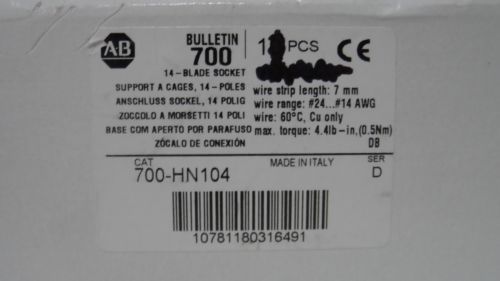 AB
BULLETIN
700
PCS CE
14-BLADE SOCKET
SUPPORT A CAGES, 14-POLES
ANSCHLUSS SOCKEL, 14 POLIG
ZOCCOLO A MORSETTI 14 POLI
BASE COM APERTO POR PARAFUSO
ZÓCALO DE CONEXIÓN
wire strip length: 7 mm
wire range: #24...#14 AWG
wire: 60°C, Cu only
max. torque: 4.4lb-in,(0.5Nm)
DB
CAT
700-HN104
MADE IN ITALY
SER
D
10781180316491